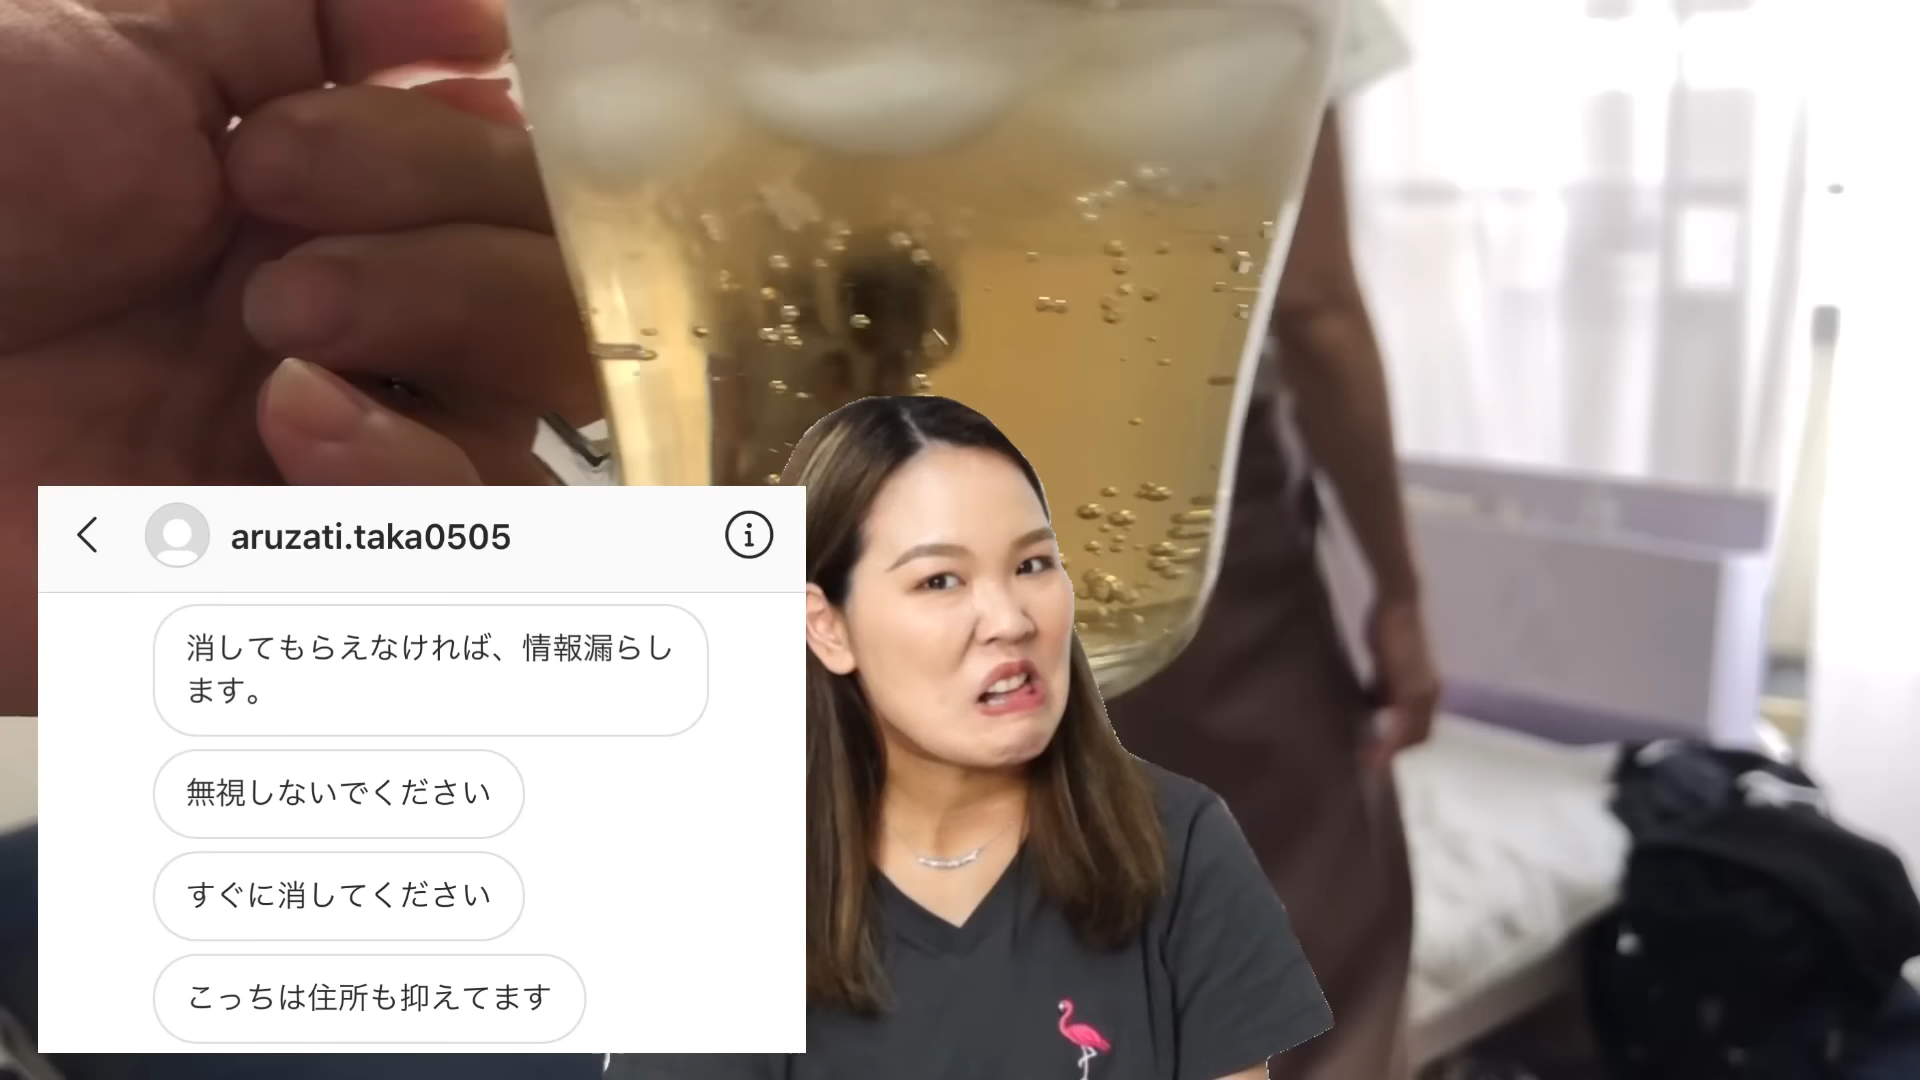 aruzati.taka0505
消してもらえなければ、情報漏らし
ます。
無視しないでください
すぐに消してください
こっちは住所も抑えてます